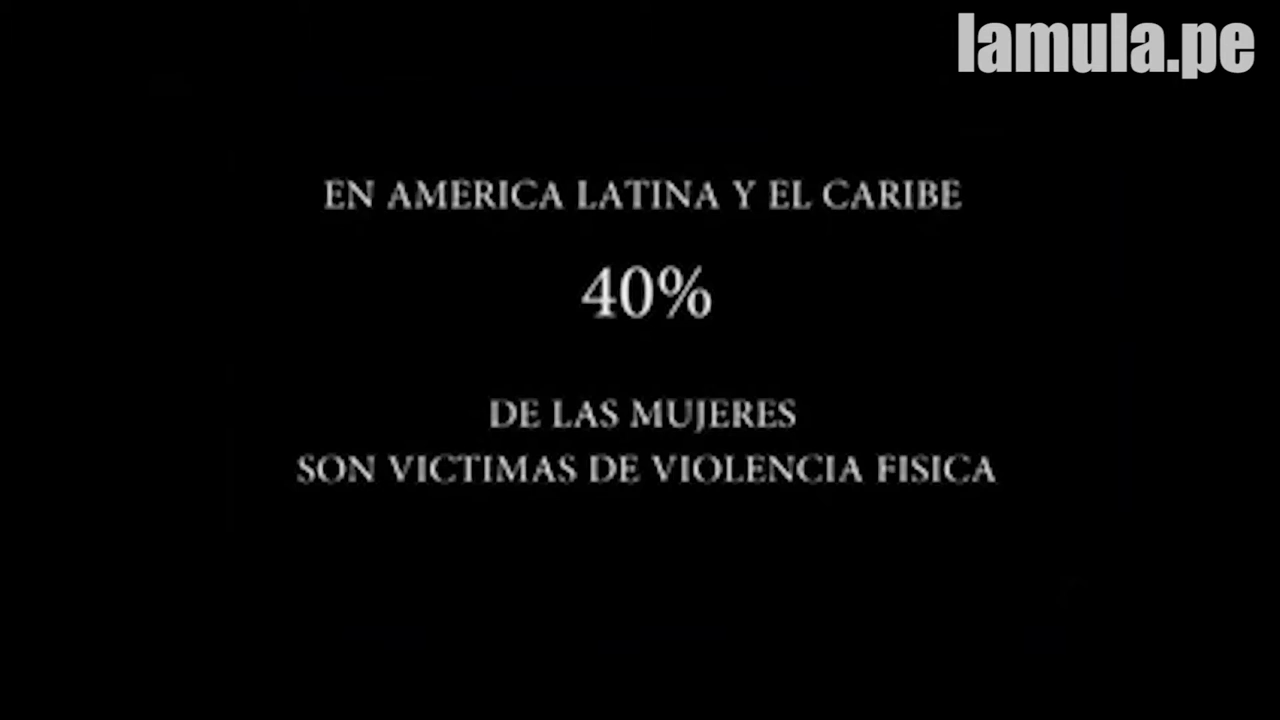 lamula.pe
EN AMERICA LATINA Y EL CARIBE
40%
DE LAS MUJERES
SON VICTIMAS DE VIOLENCIA FISICA